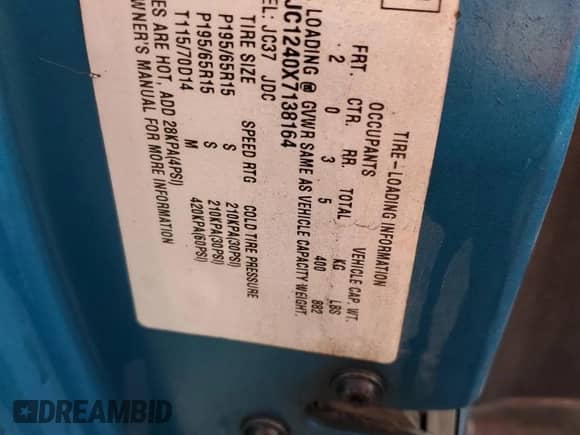 TIRE-LOADING INFORMATION
OCCUPANTS VEHICLE CAP. WT.
FRT. CTR. RR. TOTAL KG LBS
2 0 3 5 400 882
LOADING @ GVWR SAME AS VEHICLE CAPACITY WEIGHT.
JC1240X7138164
EL: JC37 JDC
TIRE SIZE SPEED RTG COLD TIRE PRESSURE
P195/65R15 S 210KPA(30PSI)
P195/65R15 S 210KPA(30PSI)
T115/70D14 M 420KPA(60PSI)
ES ARE HOT, ADD 28KPA(4PSI)
WNER'S MANUAL FOR MORE INFORMATION
DREAMBID